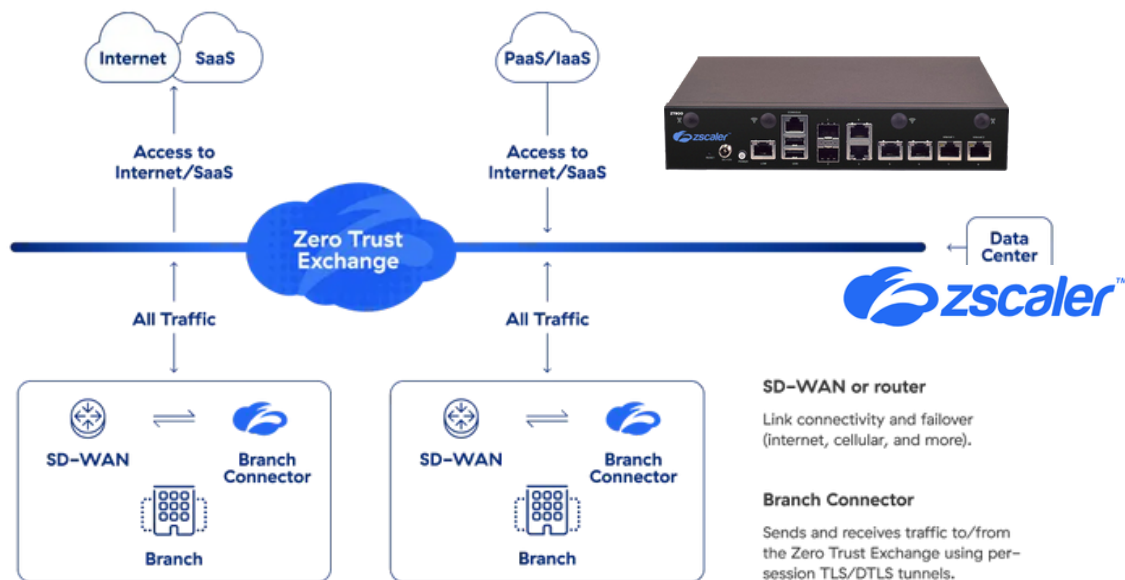 Internet
SaaS
PaaS/IaaS
zscaler
Access to
Internet/SaaS
Access to
Internet/SaaS
Zero Trust
Exchange
Data
Center
zscaler™
All Traffic
All Traffic
SD-WAN
Branch
Connector
Branch
SD-WAN
Branch
Connector
Branch
SD-WAN or router
Link connectivity and failover
(internet, cellular, and more).
Branch Connector
Sends and receives traffic to/from
the Zero Trust Exchange using per-
session TLS/DTLS tunnels.